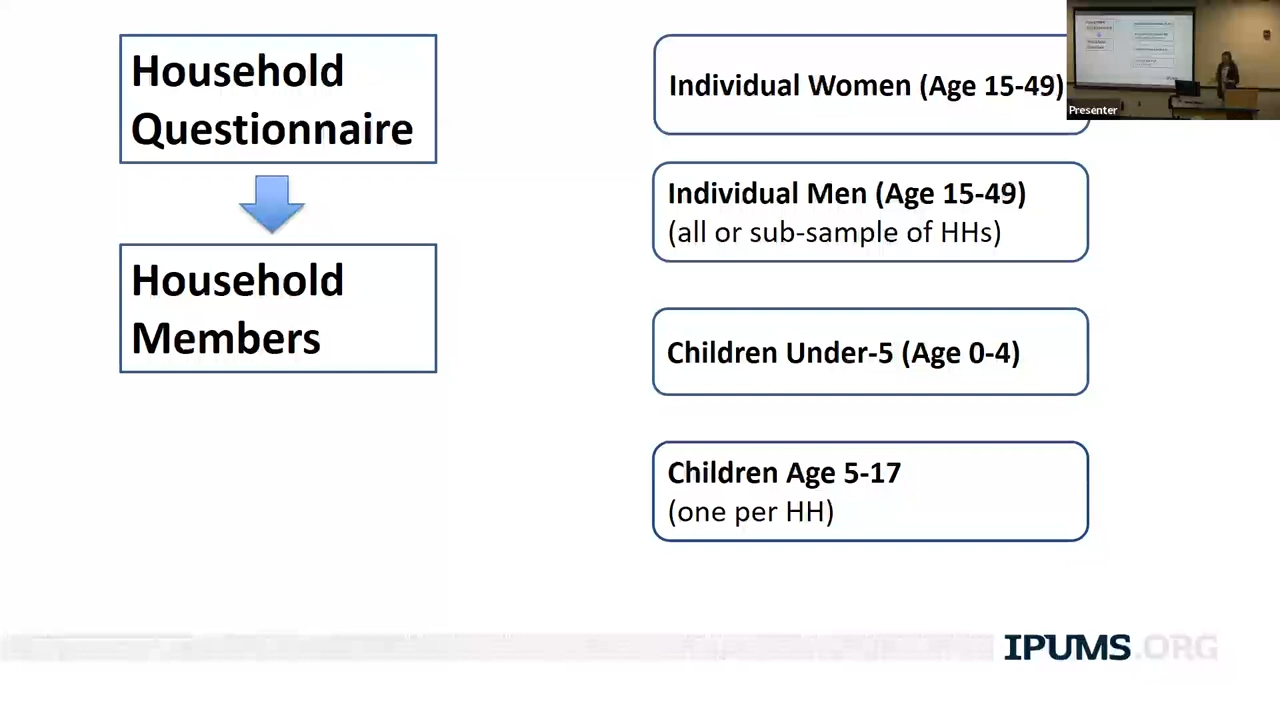 Household
Questionnaire
Household
Members
Individual Women (Age 15-49)
Individual Men (Age 15-49)
(all or sub-sample of HHs)
Children Under-5 (Age 0-4)
Children Age 5-17
(one per HH)
Presenter
IPUMS.ORG